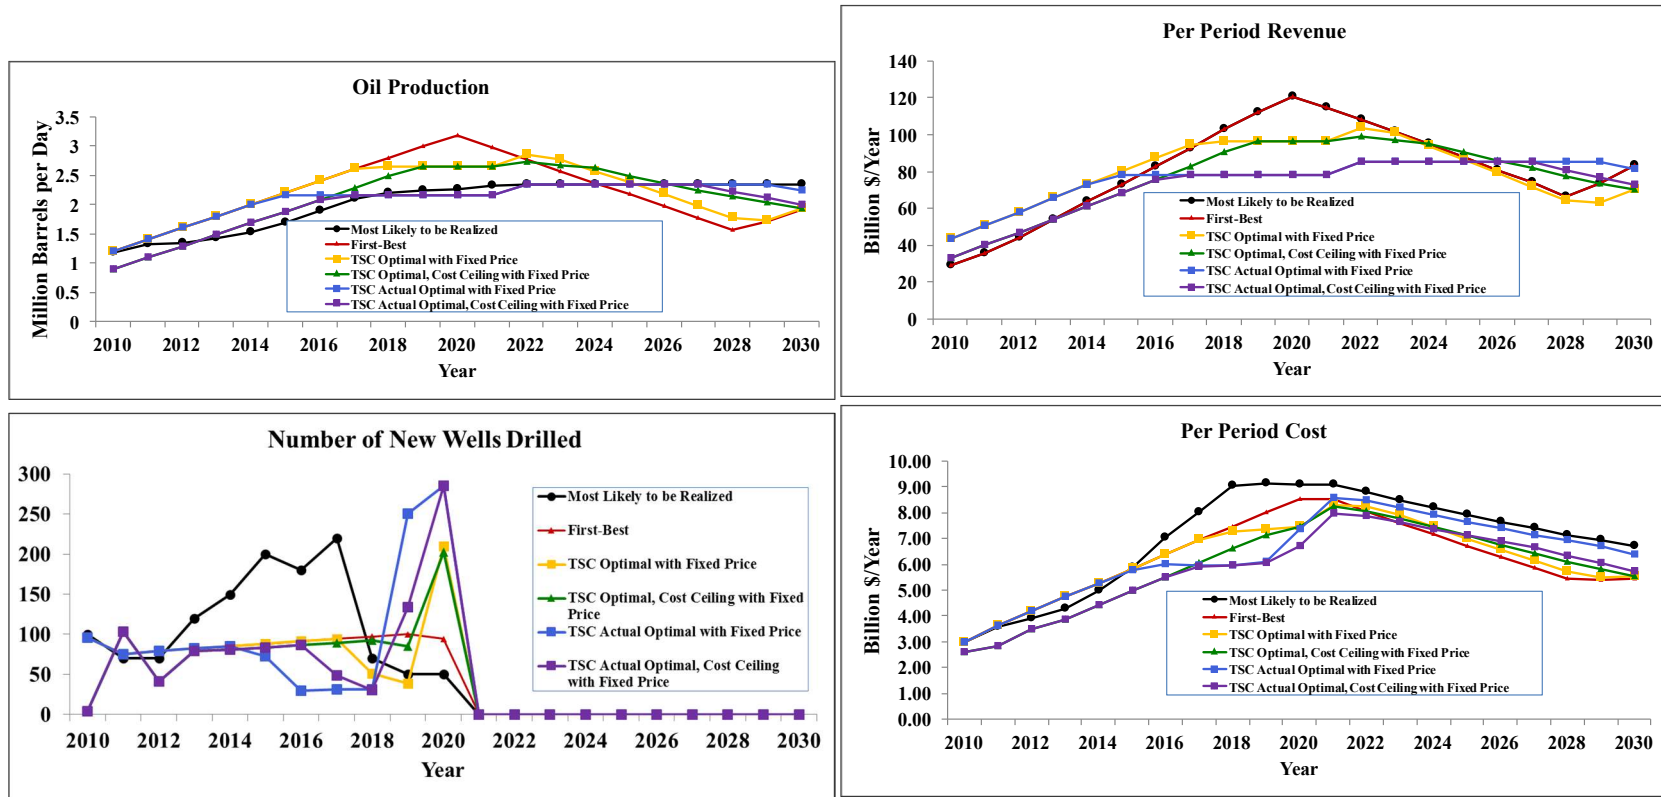 Oil Production
Million Barrels per Day
3.5
3
2.5
2
1.5
1
0.5
0
Most Likely to be Realized
First-Best
TSC Optimal with Fixed Price
TSC Optimal, Cost Ceiling with Fixed Price
TSC Actual Optimal with Fixed Price
TSC Actual Optimal, Cost Ceiling with Fixed Price
2010 2012 2014 2016 2018 2020 2022 2024 2026 2028 2030
Year
Per Period Revenue
Billion $/Year
140
120
100
80
60
40
20
0
Most Likely to be Realized
First-Best
TSC Optimal with Fixed Price
TSC Optimal, Cost Ceiling with Fixed Price
TSC Actual Optimal with Fixed Price
TSC Actual Optimal, Cost Ceiling with Fixed Price
2010 2012 2014 2016 2018 2020 2022 2024 2026 2028 2030
Year
Number of New Wells Drilled
300
250
200
150
100
50
0
Most Likely to be Realized
First-Best
TSC Optimal with Fixed Price
TSC Optimal, Cost Ceiling with Fixed
Price
TSC Actual Optimal with Fixed Price
TSC Actual Optimal, Cost Ceiling
with Fixed Price
2010 2012 2014 2016 2018 2020 2022 2024 2026 2028 2030
Year
Per Period Cost
Billion $/Year
10.00
9.00
8.00
7.00
6.00
5.00
4.00
3.00
2.00
1.00
0.00
Most Likely to be Realized
First-Best
TSC Optimal with Fixed Price
TSC Optimal, Cost Ceiling with Fixed Price
TSC Actual Optimal with Fixed Price
TSC Actual Optimal, Cost Ceiling with Fixed Price
2010 2012 2014 2016 2018 2020 2022 2024 2026 2028 2030
Year